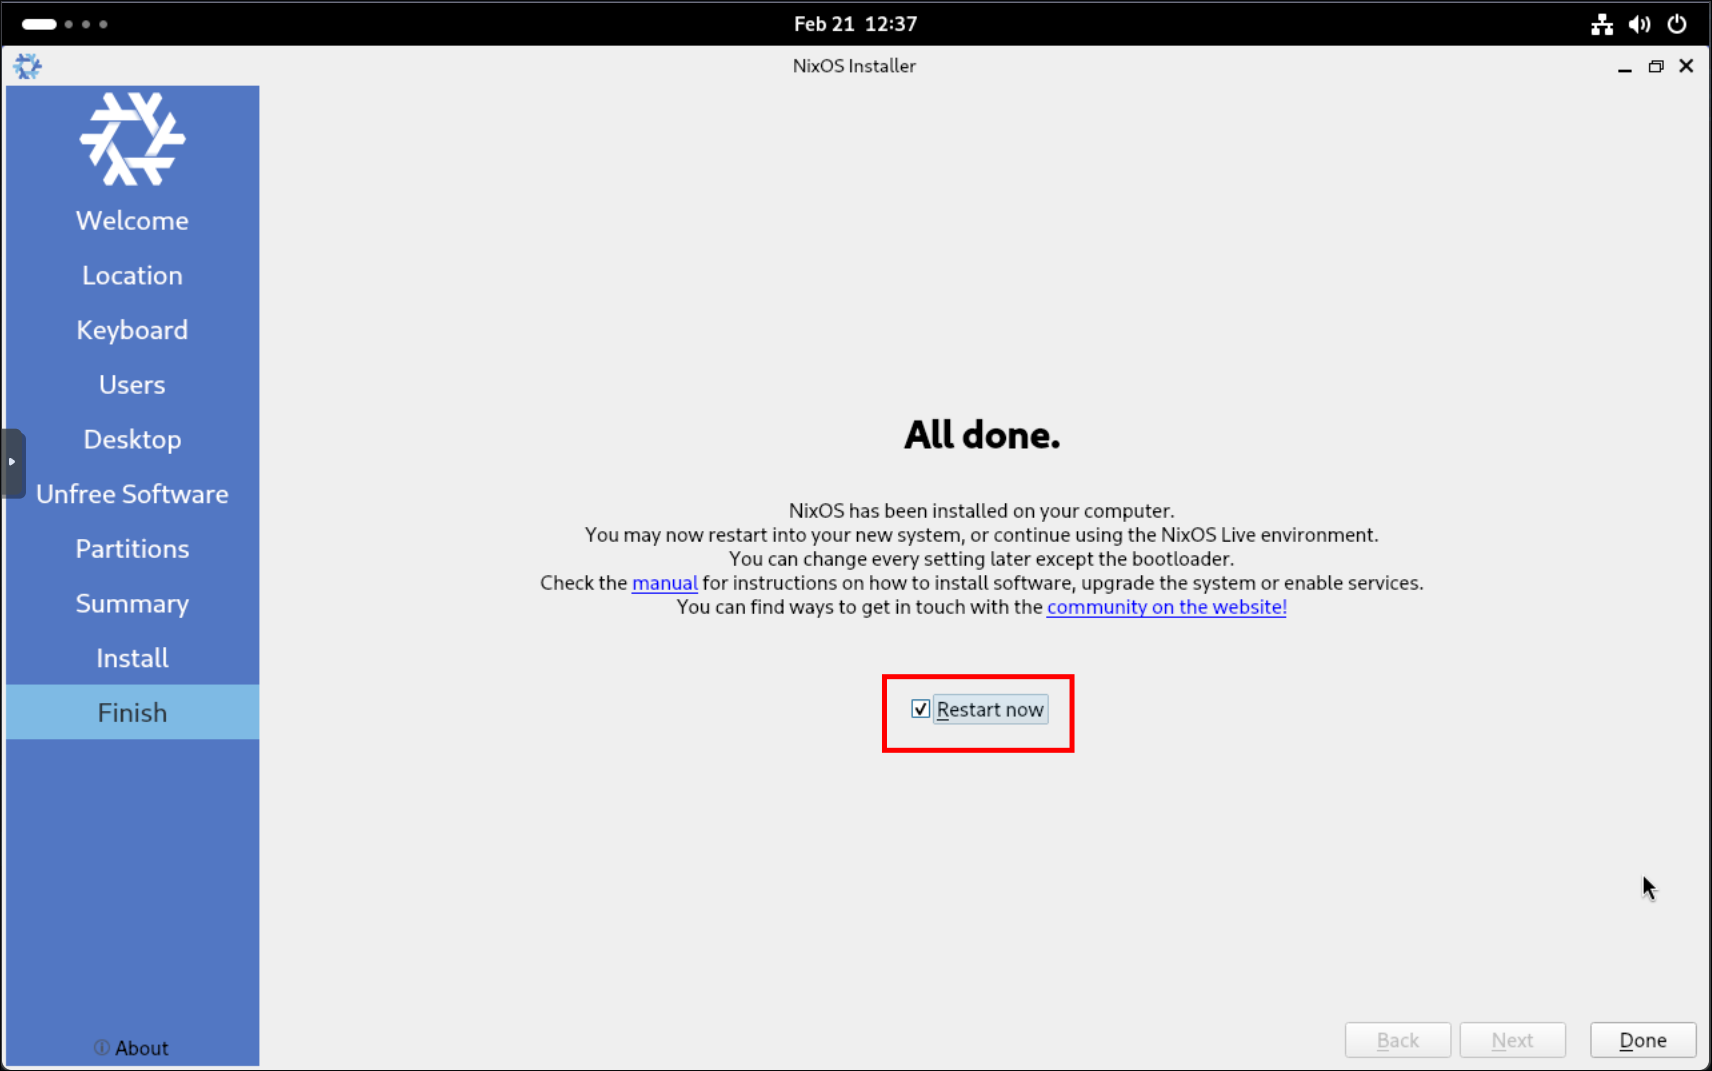 Feb 21 12:37
NixOS Installer
Welcome
Location
Keyboard
Users
Desktop
Unfree Software
Partitions
Summary
Install
Finish
About
All done.
NixOS has been installed on your computer.
You may now restart into your new system, or continue using the NixOS Live environment.
You can change every setting later except the bootloader.
Check the manual for instructions on how to install software, upgrade the system or enable services.
You can find ways to get in touch with the community on the website!
Restart now
Back
Next
Done